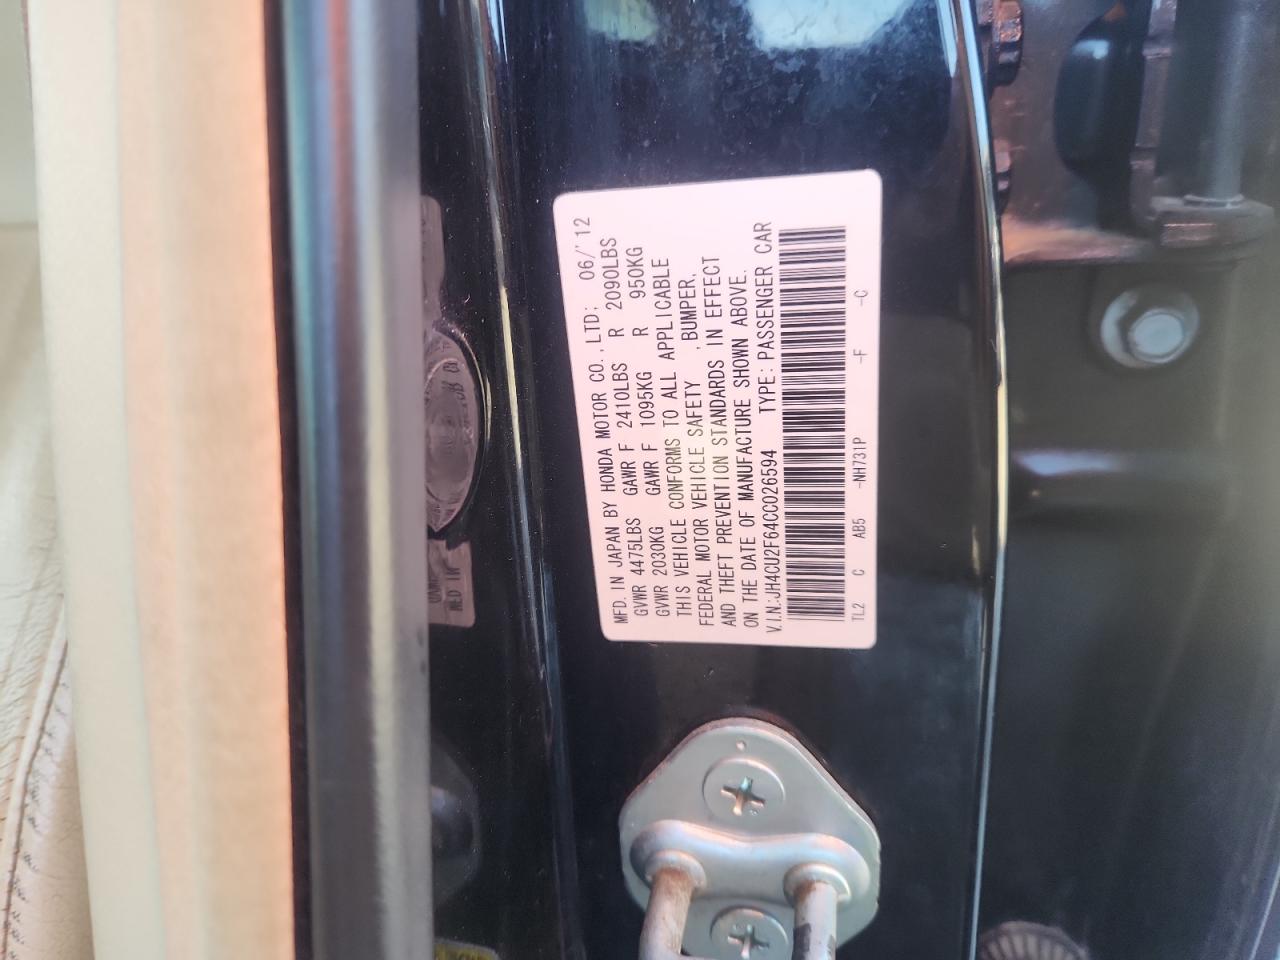 MFD. IN JAPAN BY HONDA MOTOR CO., LTD: 06/'12
GVWR 4475LBS GAWR F 2410LBS R 2090LBS
GVWR 2030KG GAWR F 1095KG R 950KG
THIS VEHICLE CONFORMS TO ALL APPLICABLE
FEDERAL MOTOR VEHICLE SAFETY ,BUMPER,
AND THEFT PREVENTION STANDARDS IN EFFECT
ON THE DATE OF MANUFACTURE SHOWN ABOVE.
V.I.N.:JH4CU2F64CC026594 TYPE: PASSENGER CAR
TL2 C AB5 -NH731P -F -C